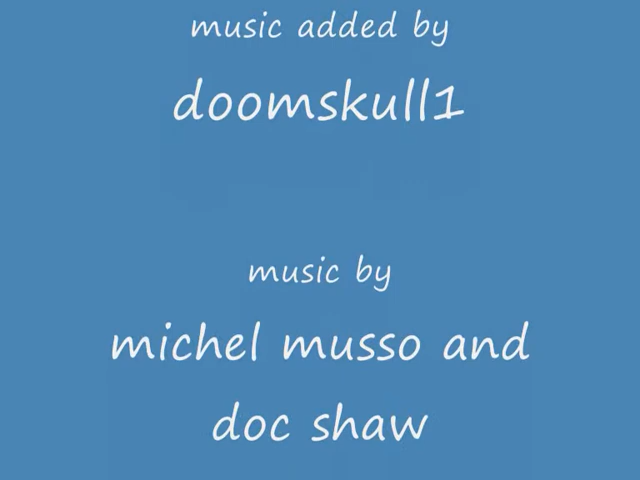 music added by
doomskull1
music by
michel musso and
doc shaw